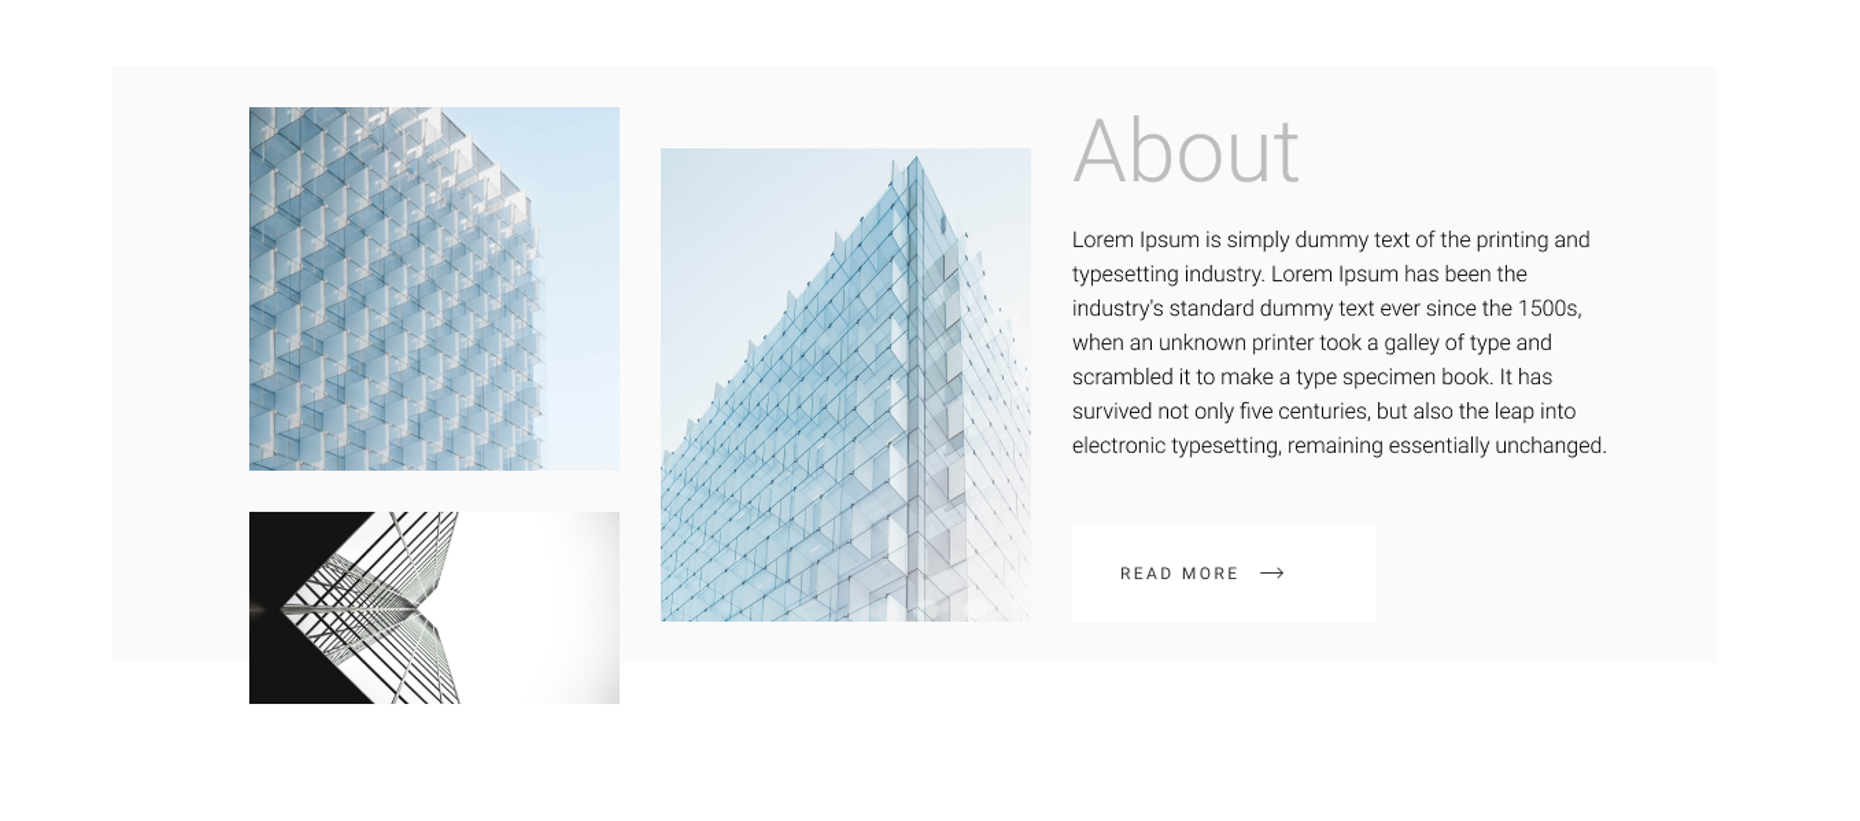 About
Lorem Ipsum is simply dummy text of the printing and
typesetting industry. Lorem Ipsum has been the
industry's standard dummy text ever since the 1500s,
when an unknown printer took a galley of type and
scrambled it to make a type specimen book. It has
survived not only five centuries, but also the leap into
electronic typesetting, remaining essentially unchanged.
READ MORE